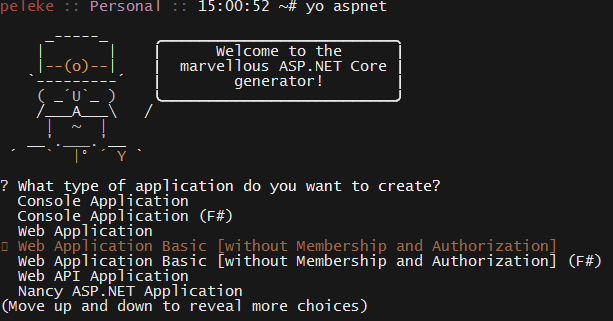 peleke :: Personal :: 15:00:52 ~# yo aspnet
Welcome to the
marvellous ASP.NET Core
generator!
? What type of application do you want to create?
Console Application
Console Application (F#)
Web Application
Web Application Basic [without Membership and Authorization]
Web Application Basic [without Membership and Authorization] (F#)
Web API Application
Nancy ASP.NET Application
(Move up and down to reveal more choices)